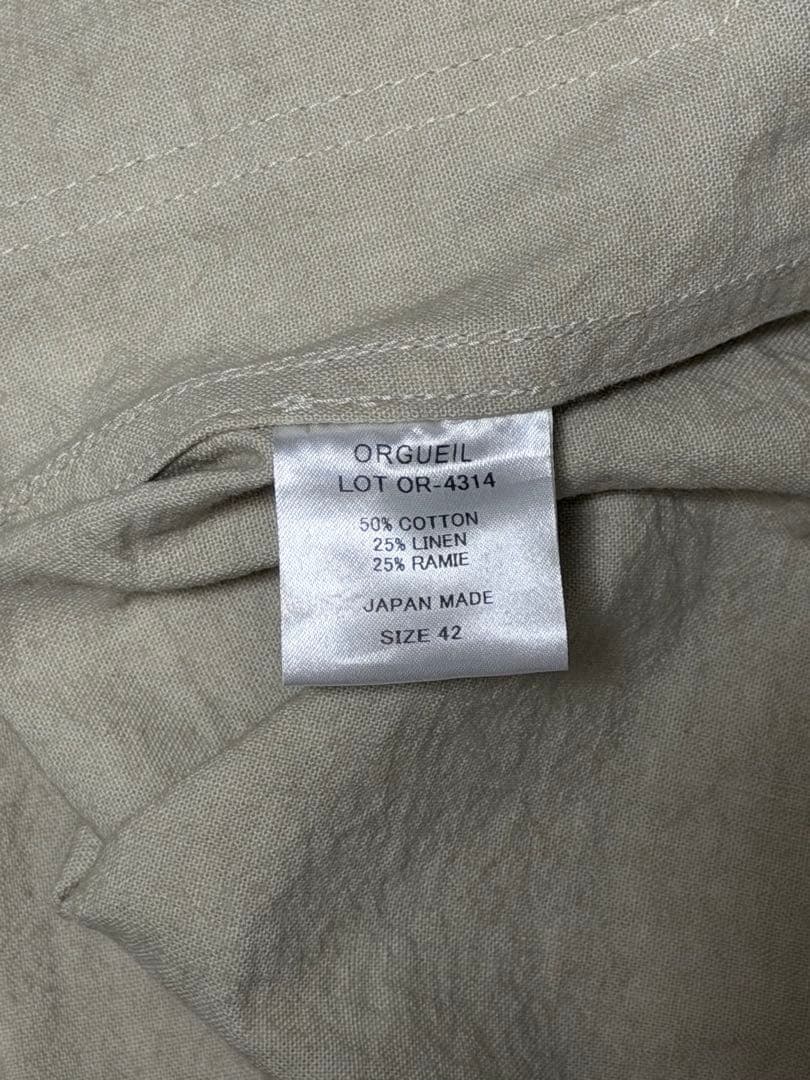 ORGUEIL
LOT OR-4314
50% COTTON
25% LINEN
25% RAMIE
JAPAN MADE
SIZE 42